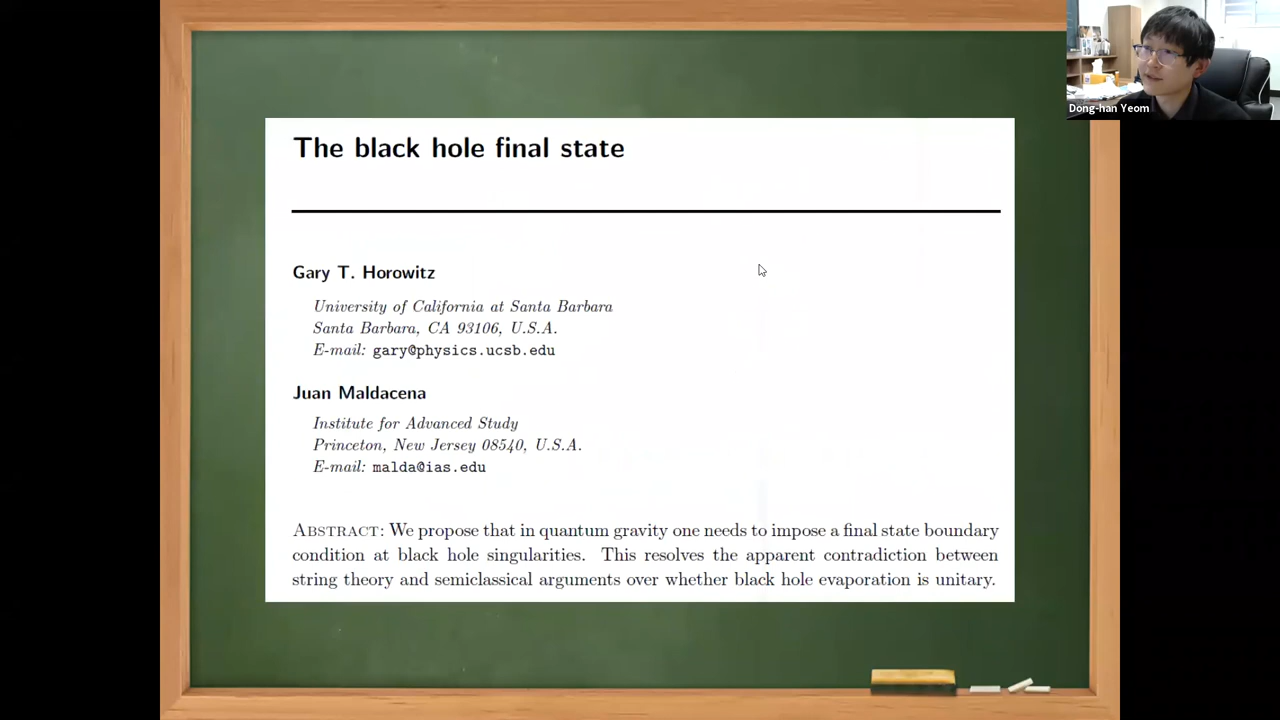 Dong-han Yeom
The black hole final state
Gary T. Horowitz
University of California at Santa Barbara
Santa Barbara, CA 93106, U.S.A.
E-mail: gary@physics.ucsb.edu
Juan Maldacena
Institute for Advanced Study
Princeton, New Jersey 08540, U.S.A.
E-mail: malda@ias.edu
ABSTRACT: We propose that in quantum gravity one needs to impose a final state boundary
condition at black hole singularities. This resolves the apparent contradiction between
string theory and semiclassical arguments over whether black hole evaporation is unitary.